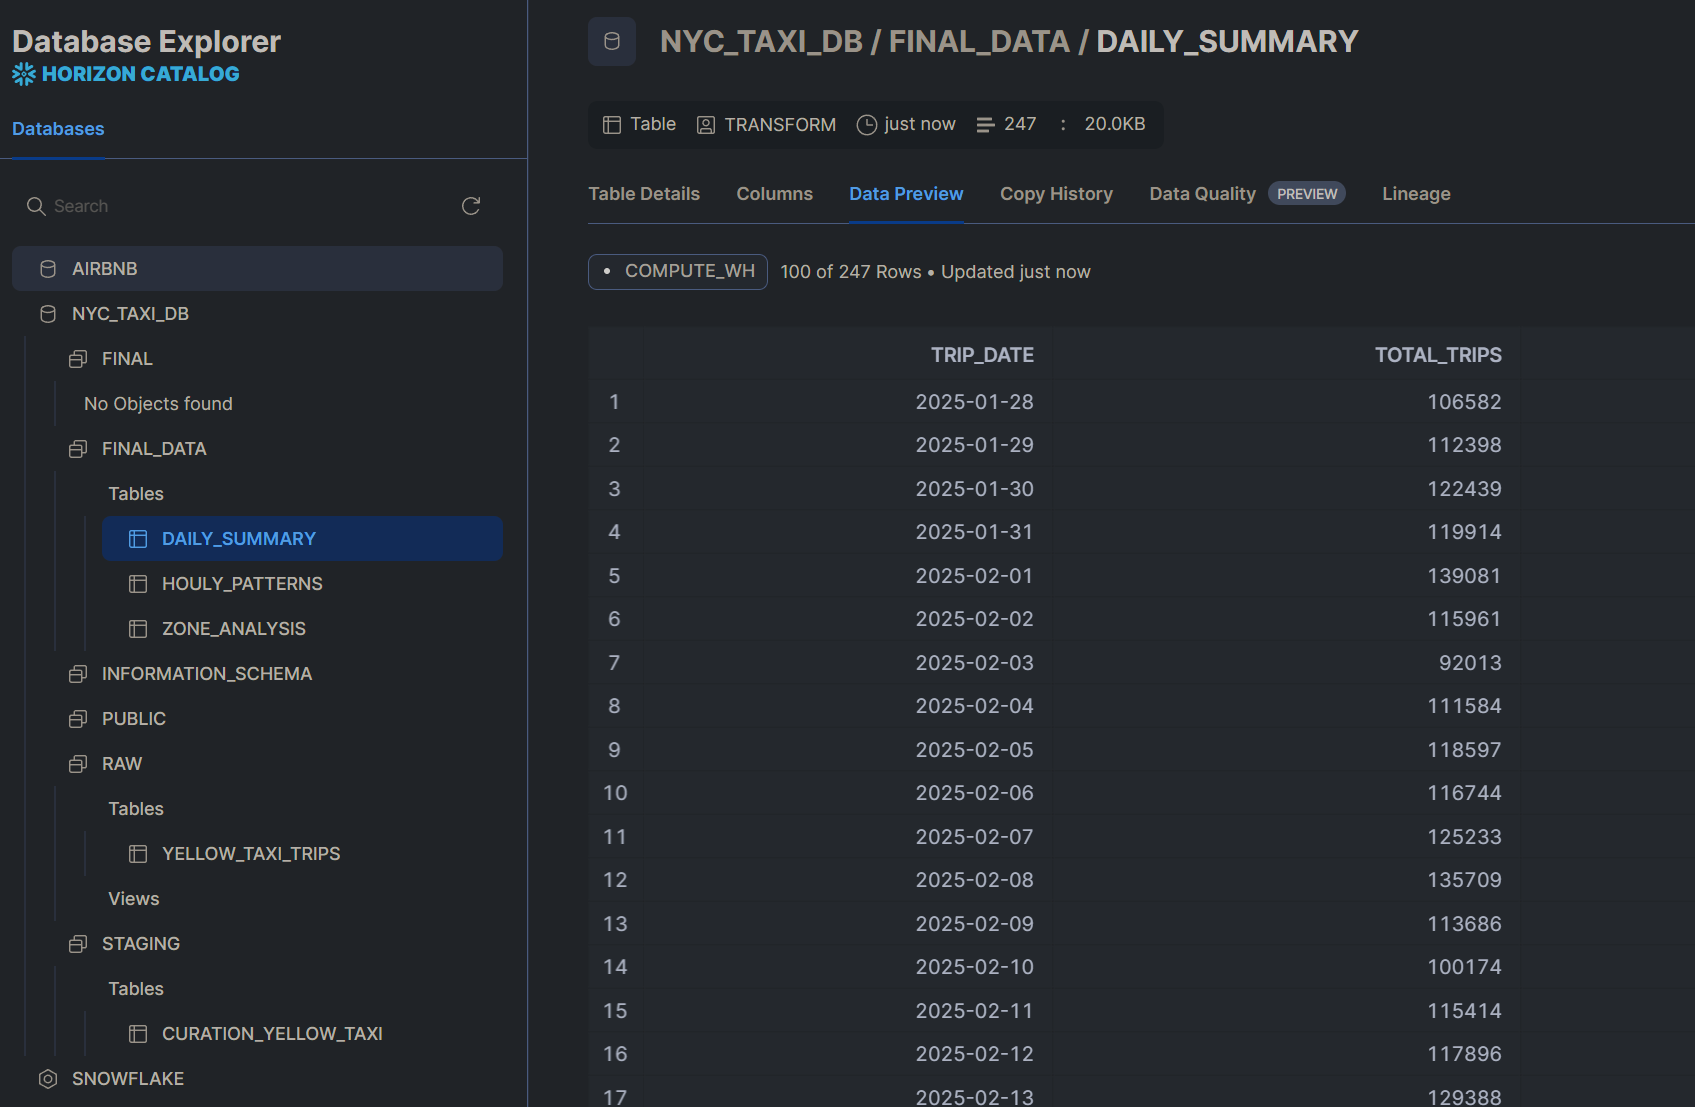 Database Explorer
HORIZON CATALOG
Databases
Search
AIRBNB
NYC_TAXI_DB
FINAL
No Objects found
FINAL_DATA
Tables
DAILY_SUMMARY
HOULY_PATTERNS
ZONE_ANALYSIS
INFORMATION_SCHEMA
PUBLIC
RAW
Tables
YELLOW_TAXI_TRIPS
Views
STAGING
Tables
CURATION_YELLOW_TAXI
SNOWFLAKE
NYC_TAXI_DB / FINAL_DATA / DAILY_SUMMARY
Table TRANSFORM just now 247 : 20.0KB
Table Details Columns Data Preview Copy History Data Quality PREVIEW Lineage
• COMPUTE_WH 100 of 247 Rows • Updated just now
TRIP_DATE TOTAL_TRIPS
1 2025-01-28 106582
2 2025-01-29 112398
3 2025-01-30 122439
4 2025-01-31 119914
5 2025-02-01 139081
6 2025-02-02 115961
7 2025-02-03 92013
8 2025-02-04 111584
9 2025-02-05 118597
10 2025-02-06 116744
11 2025-02-07 125233
12 2025-02-08 135709
13 2025-02-09 113686
14 2025-02-10 100174
15 2025-02-11 115414
16 2025-02-12 117896
17 2025-02-13 129388